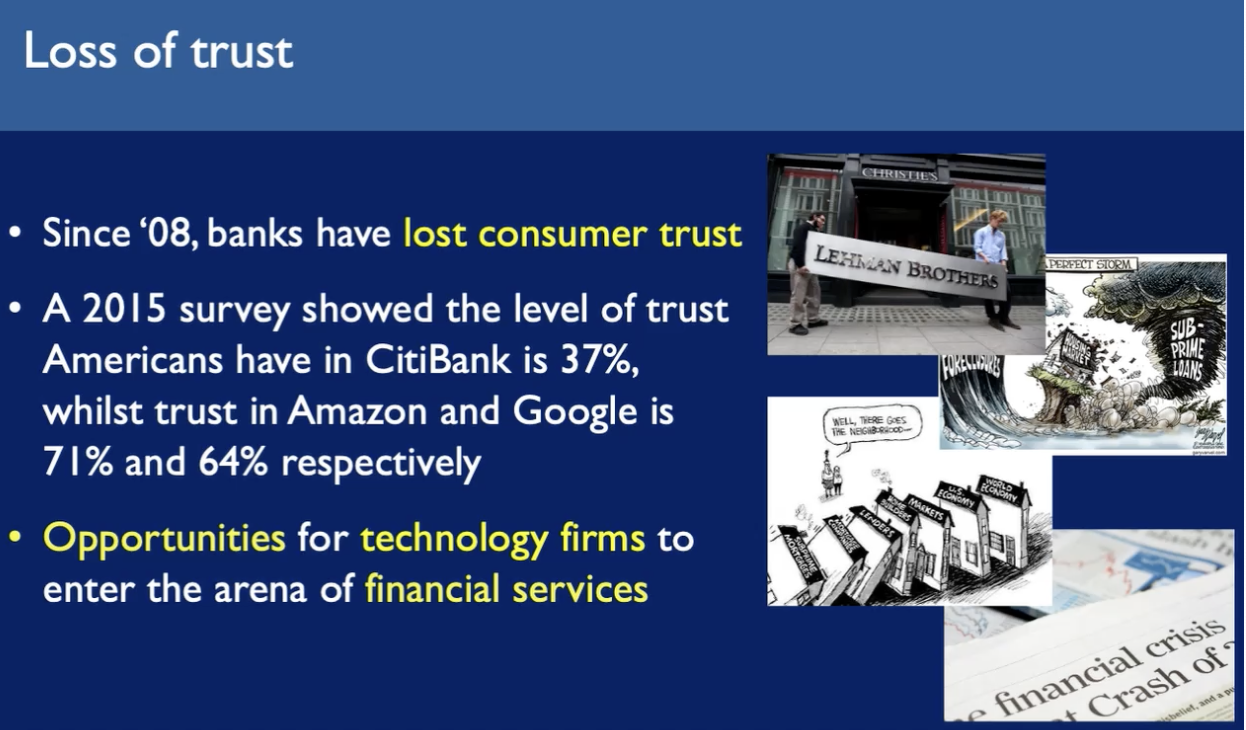 Loss of trust
• Since ‘08, banks have lost consumer trust
• A 2015 survey showed the level of trust
Americans have in CitiBank is 37%,
whilst trust in Amazon and Google is
71% and 64% respectively
• Opportunities for technology firms to
enter the arena of financial services
CHRISTIE'S
LEHMAN BROTHERS
PERFECT STORM
HOUSING
MARKET
SUB-
PRIME
LOANS
FORECLOSURES
WELL, THERE GOES
THE NEIGHBORHOOD—
LENDERS
MARKETS
U.S.
ECONOMY
WORLD
ECONOMY
financial crisis
Crash of